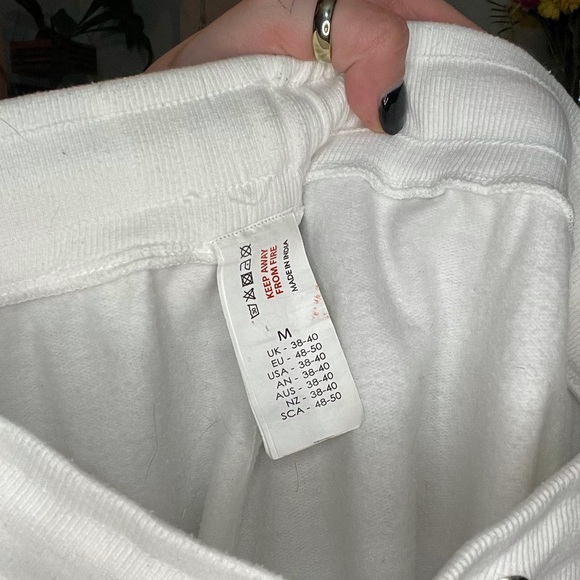 KEEP AWAY
FROM FIRE
MADE IN INDIA
M
UK - 38-40
EU - 48-50
USA - 38-40
AN - 38-40
AUS - 38-40
NZ - 38-40
SCA - 48-50